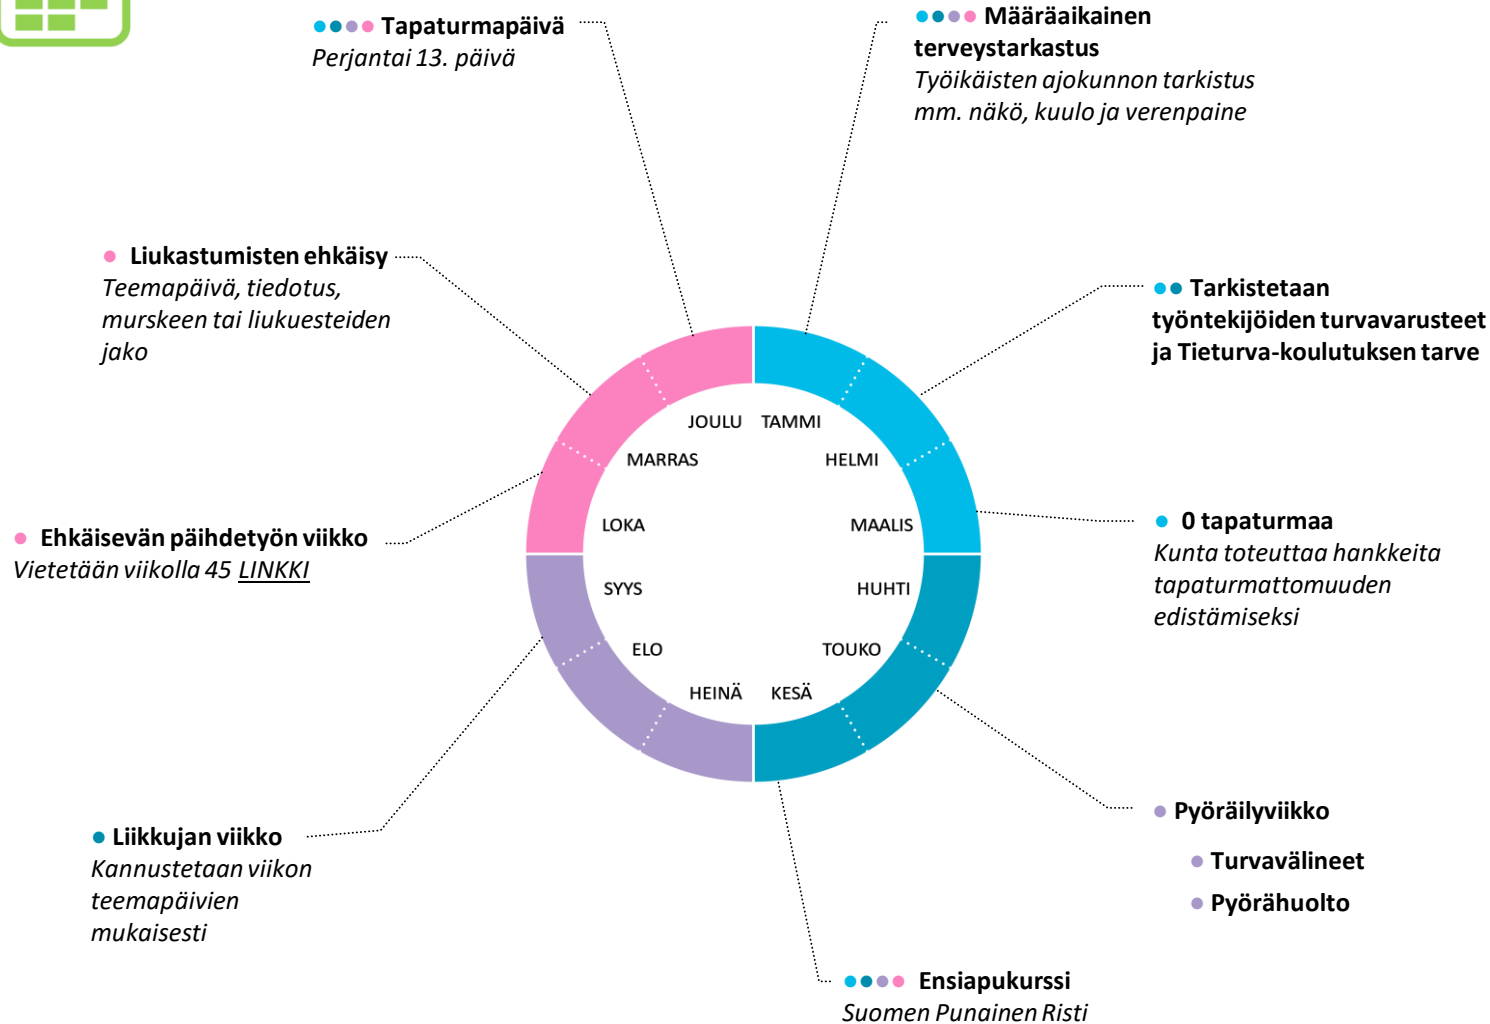 Tapaturmapäivä
Perjantai 13. päivä
Määräaikainen
terveystarkastus
Työikäisten ajokunnon tarkistus
mm. näkö, kuulo ja verenpaine
Liukastumisten ehkäisy
Teemapäivä, tiedotus,
murskeen tai liukuesteiden
jako
Tarkistetaan
työntekijöiden turvavarusteet
ja Tieturva-koulutuksen tarve
JOULU
TAMMI
MARRAS
HELMI
LOKA
MAALIS
SYYS
HUHTI
ELO
TOUKO
HEINÄ
KESÄ
Ehkäisevän päihdetyön viikko
Vietetään viikolla 45 LINKKI
0 tapaturmaa
Kunta toteuttaa hankkeita
tapaturmattomuuden
edistämiseksi
Liikkujan viikko
Kannustetaan viikon
teemapäivien
mukaisesti
Pyöräilyviikko
Turvavälineet
Pyörähuolto
Ensiapukurssi
Suomen Punainen Risti